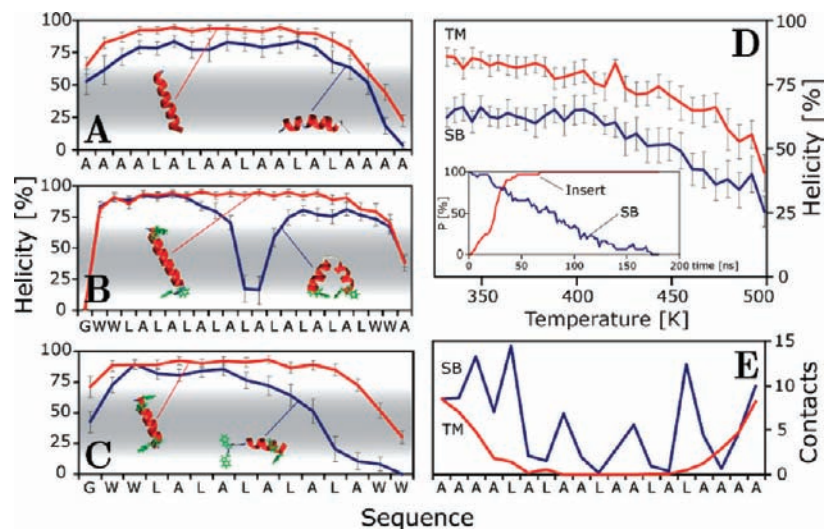 100
75
50
25
0
A
A A A A L A L A A L A A L A L A A A A
Helicity [%]
100
75
50
25
0
B
G W W L A L A L A L A L A L A L A L A L W W A
100
75
50
25
0
C
G W W L A L A L A L A L A W W
Sequence
TM
SB
D
100
75
50
25
0
Helicity [%]
350 400 450 500
Temperature [K]
100
50
0
P [%]
Insert
SB
0 50 100 150 200 time [ns]
SB
TM
E
15
10
5
0
Contacts
A A A A L A L A A L A A L A L A A A A